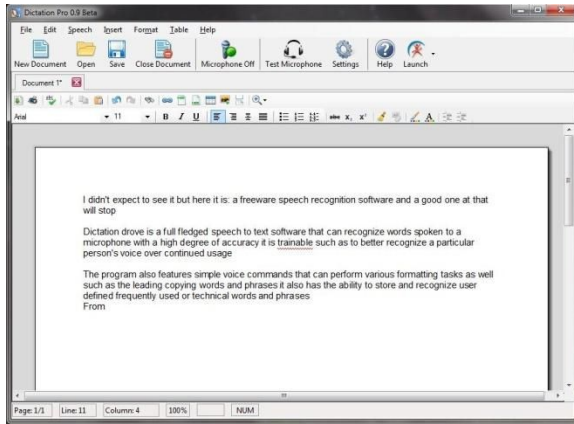 Dictation Pro 0.9 Beta
File Edit Speech Insert Format Table Help
New Document Open Save Close Document Microphone Off Test Microphone Settings Help Launch
Document 1*
Arial 11 B I U abc x, x²
I didn't expect to see it but here it is: a freeware speech recognition software and a good one at that
will stop
Dictation drove is a full fledged speech to text software that can recognize words spoken to a
microphone with a high degree of accuracy it is trainable such as to better recognize a particular
person's voice over continued usage
The program also features simple voice commands that can perform various formatting tasks as well
such as the leading copying words and phrases it also has the ability to store and recognize user
defined frequently used or technical words and phrases
From
Page: 1/1 Line: 11 Column: 4 100% NUM